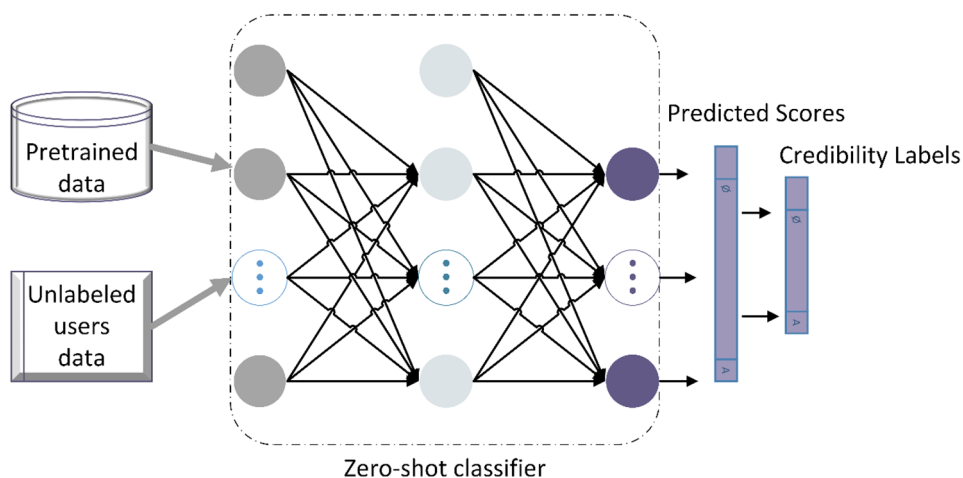 Pretrained
data
Unlabeled
users
data
Predicted Scores
Ø
A
Credibility Labels
Ø
A
Zero-shot classifier